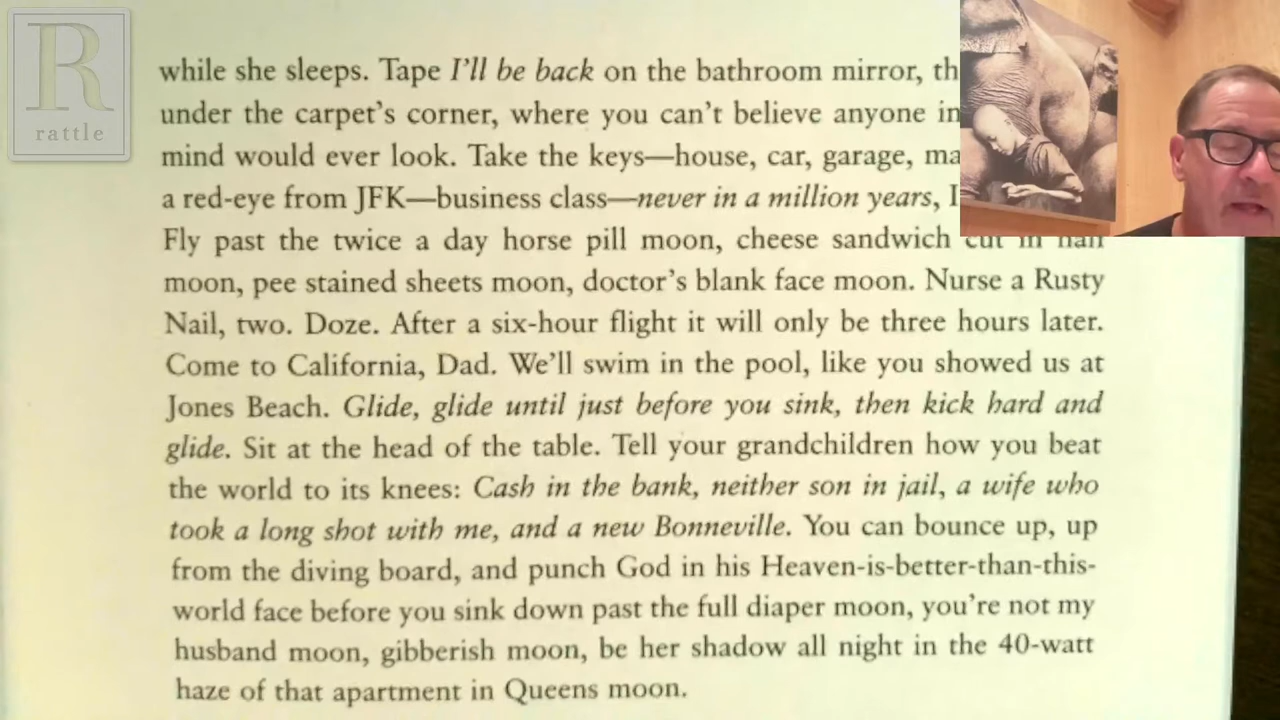 R
rattle
while she sleeps. Tape I'll be back on the bathroom mirror,
under the carpet's corner, where you can't believe anyone
mind would ever look. Take the keys—house, car, garage,
a red-eye from JFK—business class—never in a million years,
Fly past the twice a day horse pill moon, cheese sandwich cut in half
moon, pee stained sheets moon, doctor's blank face moon. Nurse a Rusty
Nail, two. Doze. After a six-hour flight it will only be three hours later.
Come to California, Dad. We'll swim in the pool, like you showed us at
Jones Beach. Glide, glide until just before you sink, then kick hard and
glide. Sit at the head of the table. Tell your grandchildren how you beat
the world to its knees: Cash in the bank, neither son in jail, a wife who
took a long shot with me, and a new Bonneville. You can bounce up, up
from the diving board, and punch God in his Heaven-is-better-than-this-
world face before you sink down past the full diaper moon, you're not my
husband moon, gibberish moon, be her shadow all night in the 40-watt
haze of that apartment in Queens moon.